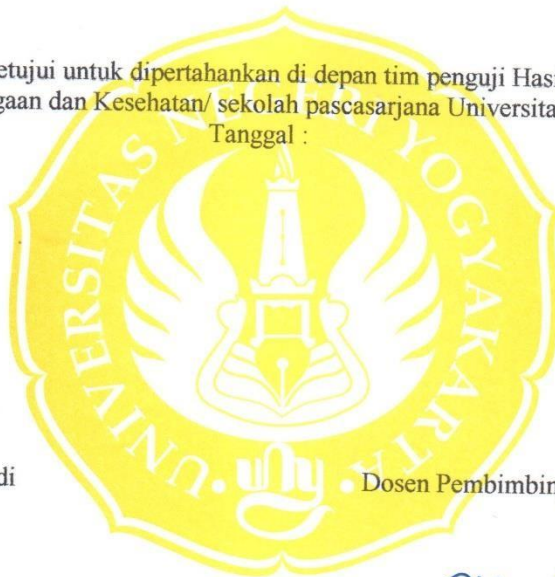 etujui untuk dipertahankan di depan tim penguji Has
gaan dan Kesehatan/ sekolah pascasarjana Universita
Tanggal :
UNIVERSITAS NEGERI YOGYAKARTA
uny
di
Dosen Pembimbin